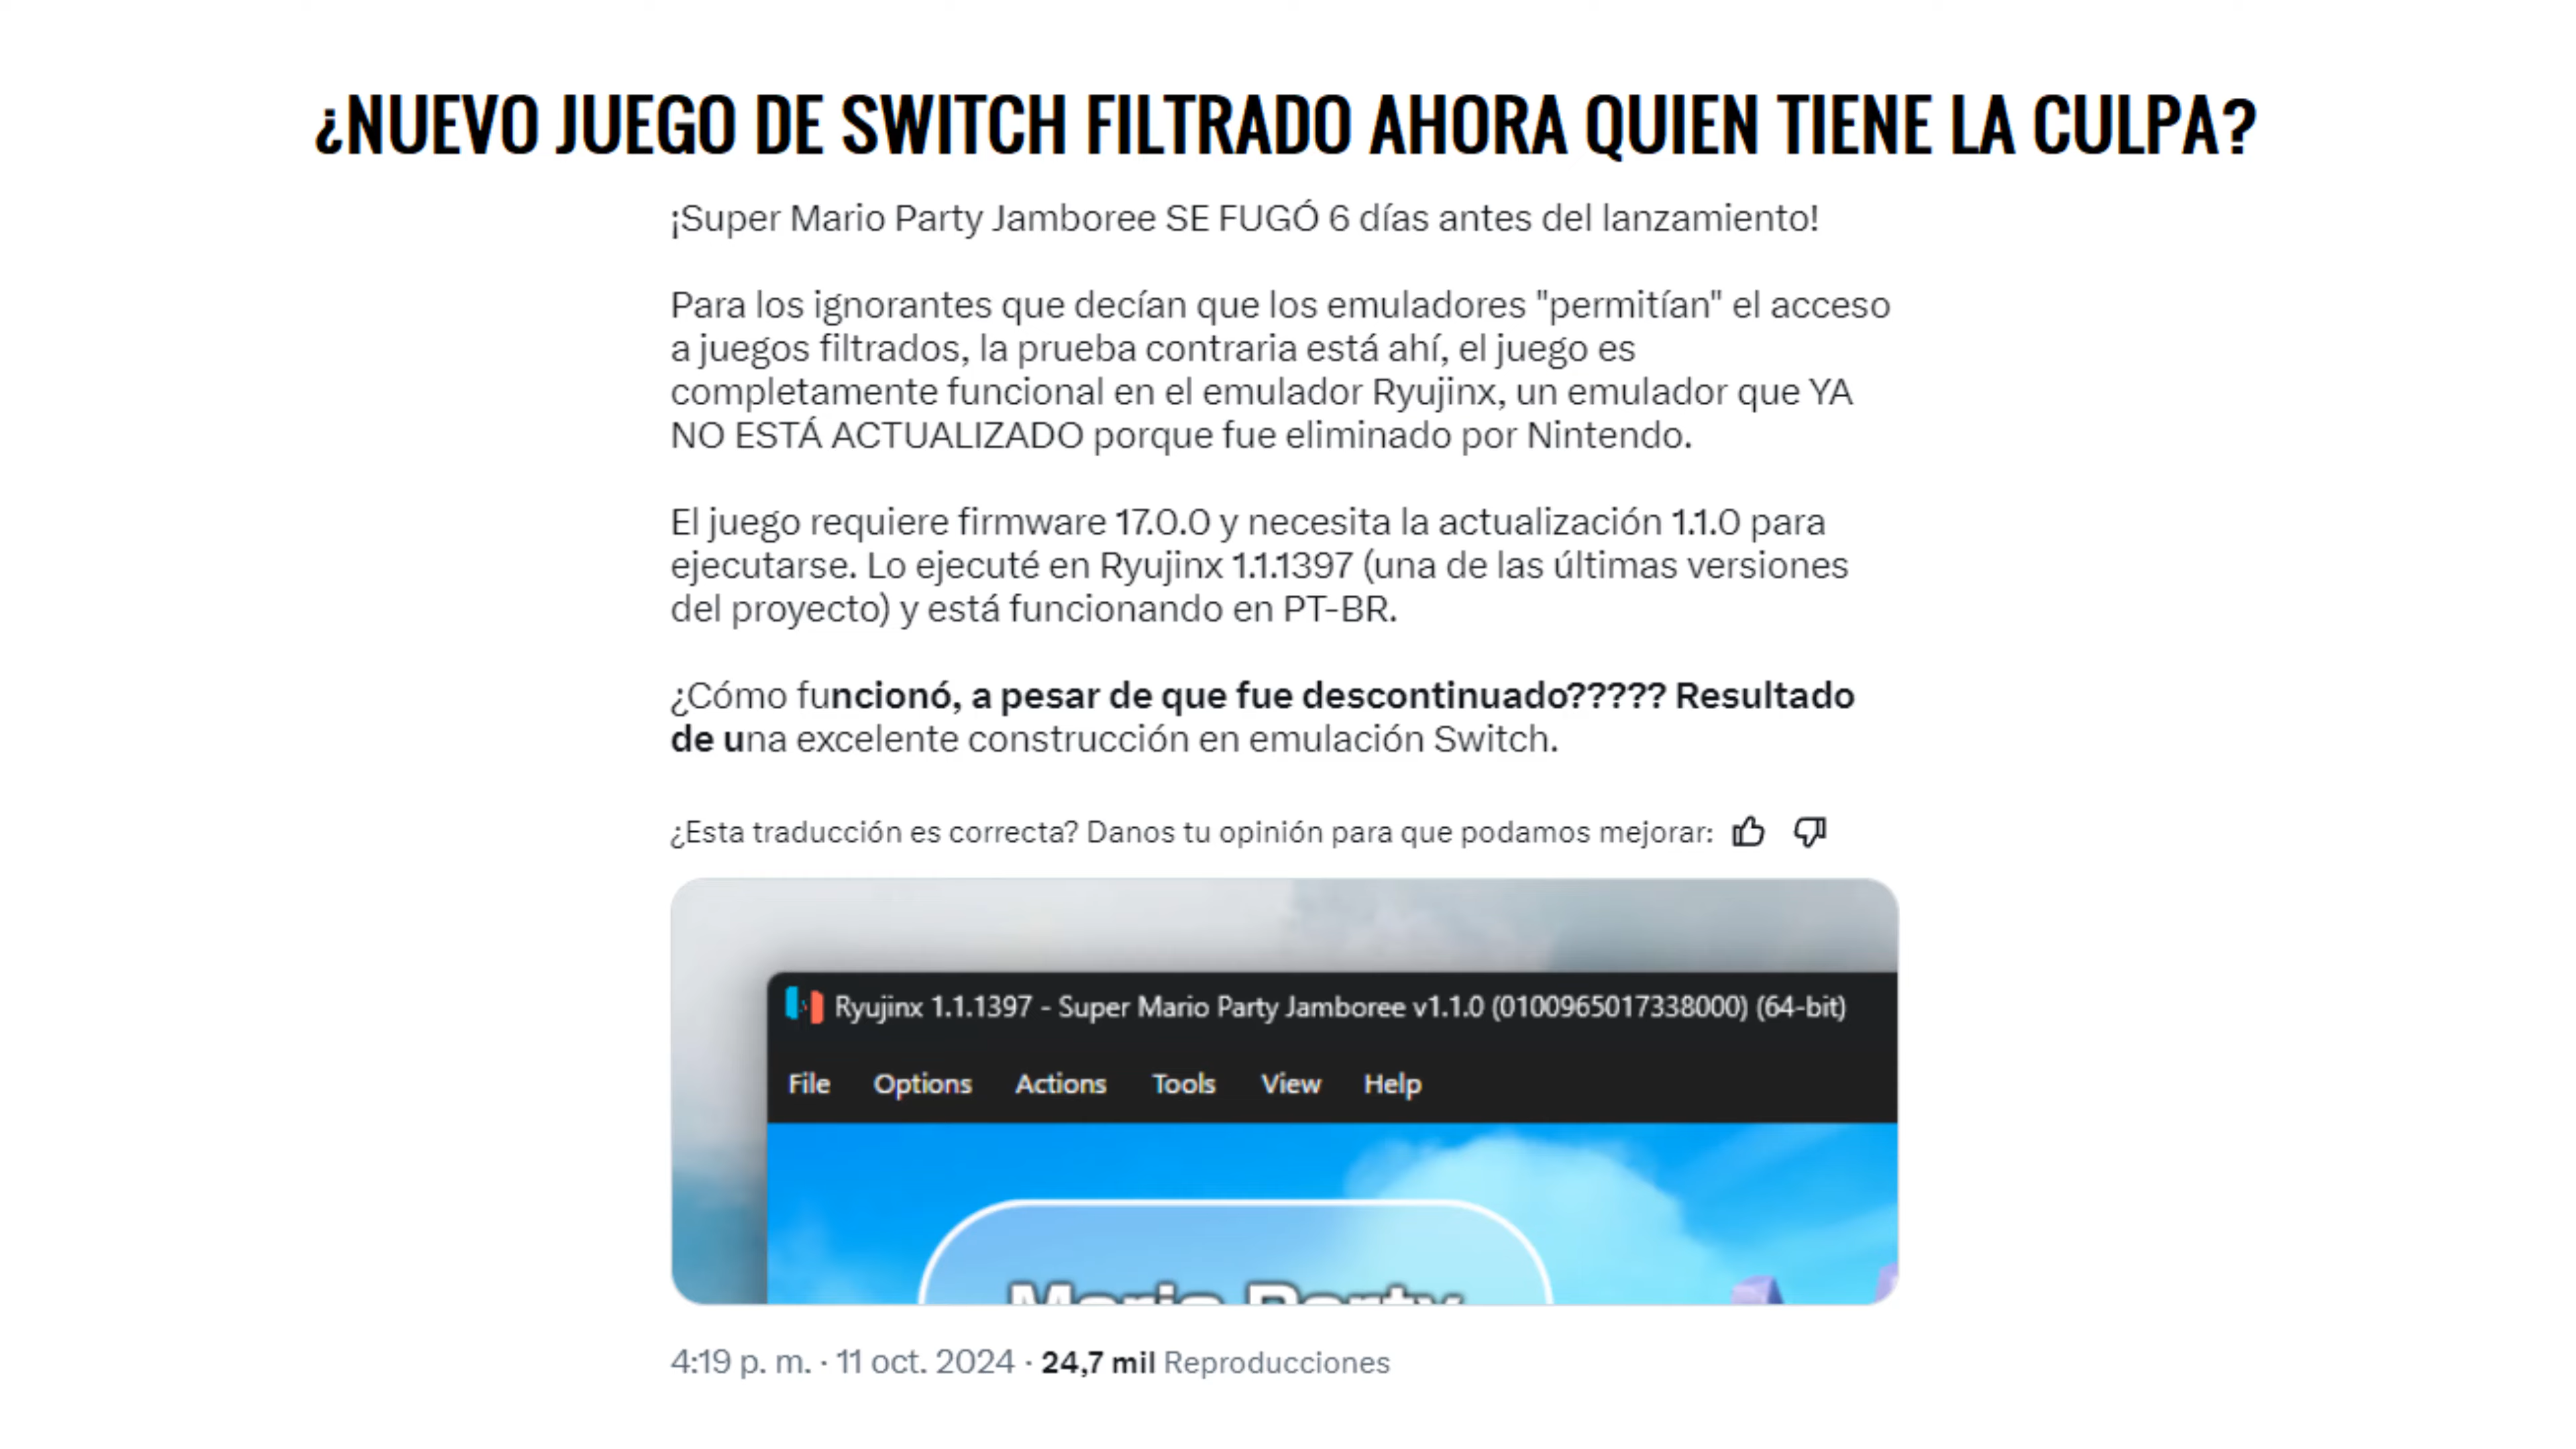 ¿NUEVO JUEGO DE SWITCH FILTRADO AHORA QUIEN TIENE LA CULPA?
¡Super Mario Party Jamboree SE FUGÓ 6 días antes del lanzamiento!
Para los ignorantes que decían que los emuladores "permitían" el acceso
a juegos filtrados, la prueba contraria está ahí, el juego es
completamente funcional en el emulador Ryujinx, un emulador que YA
NO ESTÁ ACTUALIZADO porque fue eliminado por Nintendo.
El juego requiere firmware 17.0.0 y necesita la actualización 1.1.0 para
ejecutarse. Lo ejecuté en Ryujinx 1.1.1397 (una de las últimas versiones
del proyecto) y está funcionando en PT-BR.
¿Cómo funcionó, a pesar de que fue descontinuado????? Resultado
de una excelente construcción en emulación Switch.
¿Esta traducción es correcta? Danos tu opinión para que podamos mejorar:
Ryujinx 1.1.1397 - Super Mario Party Jamboree v1.1.0 (0100965017338000) (64-bit)
File Options Actions Tools View Help
Mario Party
4:19 p. m. · 11 oct. 2024 · 24,7 mil Reproducciones